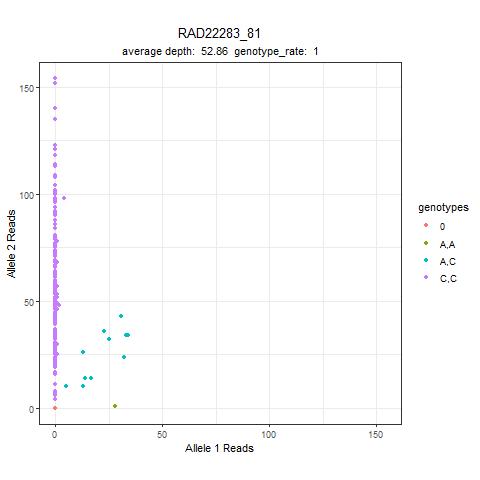 RAD22283_81
average depth:  52.86  genotype_rate:  1
150
100
50
0
0
50
100
150
Allele 2 Reads
Allele 1 Reads
genotypes
0
A,A
A,C
C,C